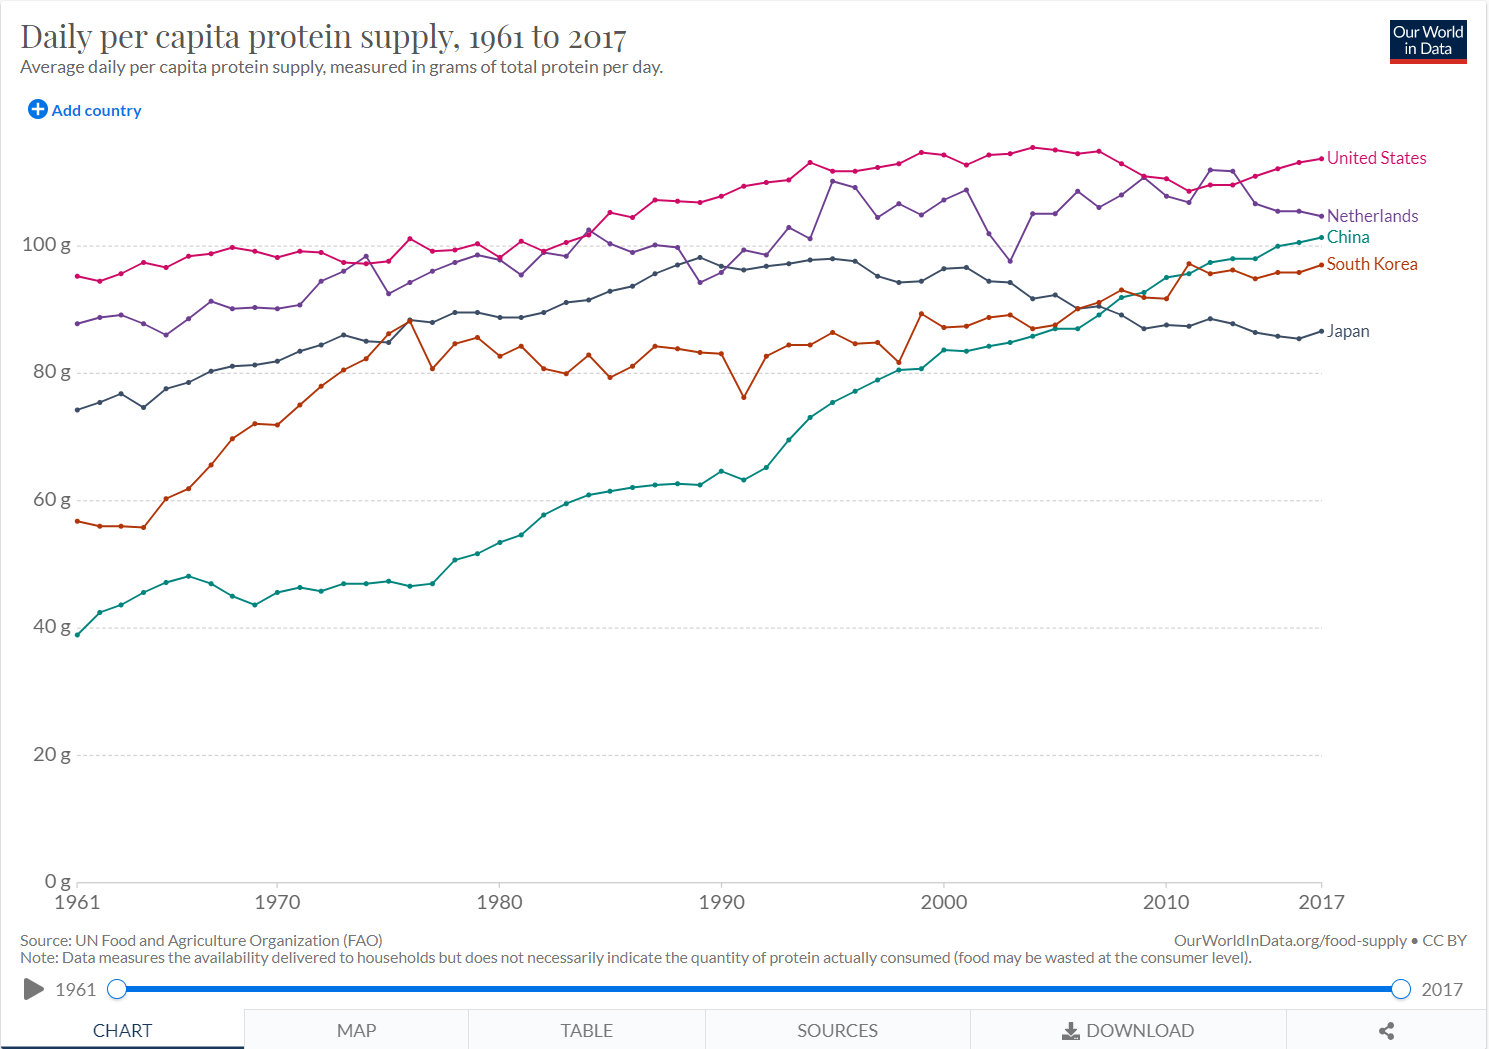 Daily per capita protein supply, 1961 to 2017
Average daily per capita protein supply, measured in grams of total protein per day.
Our World
in Data
Add country
United States
Netherlands
China
South Korea
Japan
100 g
80 g
60 g
40 g
20 g
0 g
1961
1970
1980
1990
2000
2010
2017
Source: UN Food and Agriculture Organization (FAO)
OurWorldInData.org/food-supply • CC BY
Note: Data measures the availability delivered to households but does not necessarily indicate the quantity of protein actually consumed (food may be wasted at the consumer level).
1961
2017
CHART
MAP
TABLE
SOURCES
DOWNLOAD